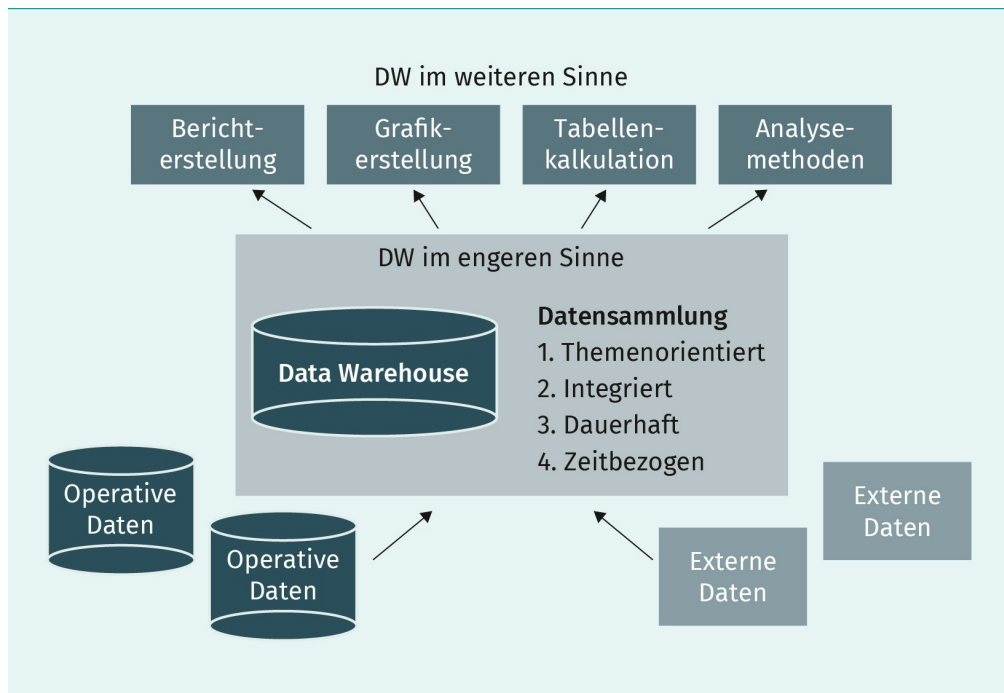 DW im weiteren Sinne
Bericht-
erstellung
Grafik-
erstellung
Tabellen-
kalkulation
Analyse-
methoden
DW im engeren Sinne
Data Warehouse
Datensammlung
1. Themenorientiert
2. Integriert
3. Dauerhaft
4. Zeitbezogen
Operative
Daten
Operative
Daten
Externe
Daten
Externe
Daten